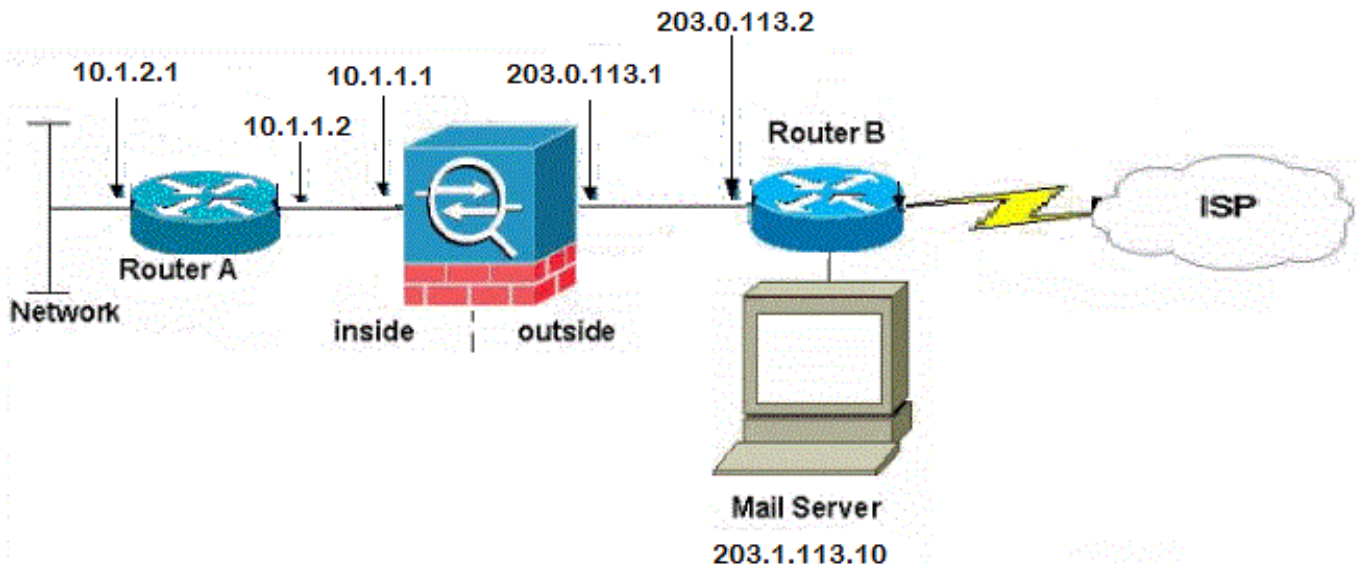 203.0.113.2
10.1.2.1
10.1.1.1
203.0.113.1
10.1.1.2
Router B
ISP
Router A
Network
inside
outside
Mail Server
203.1.113.10